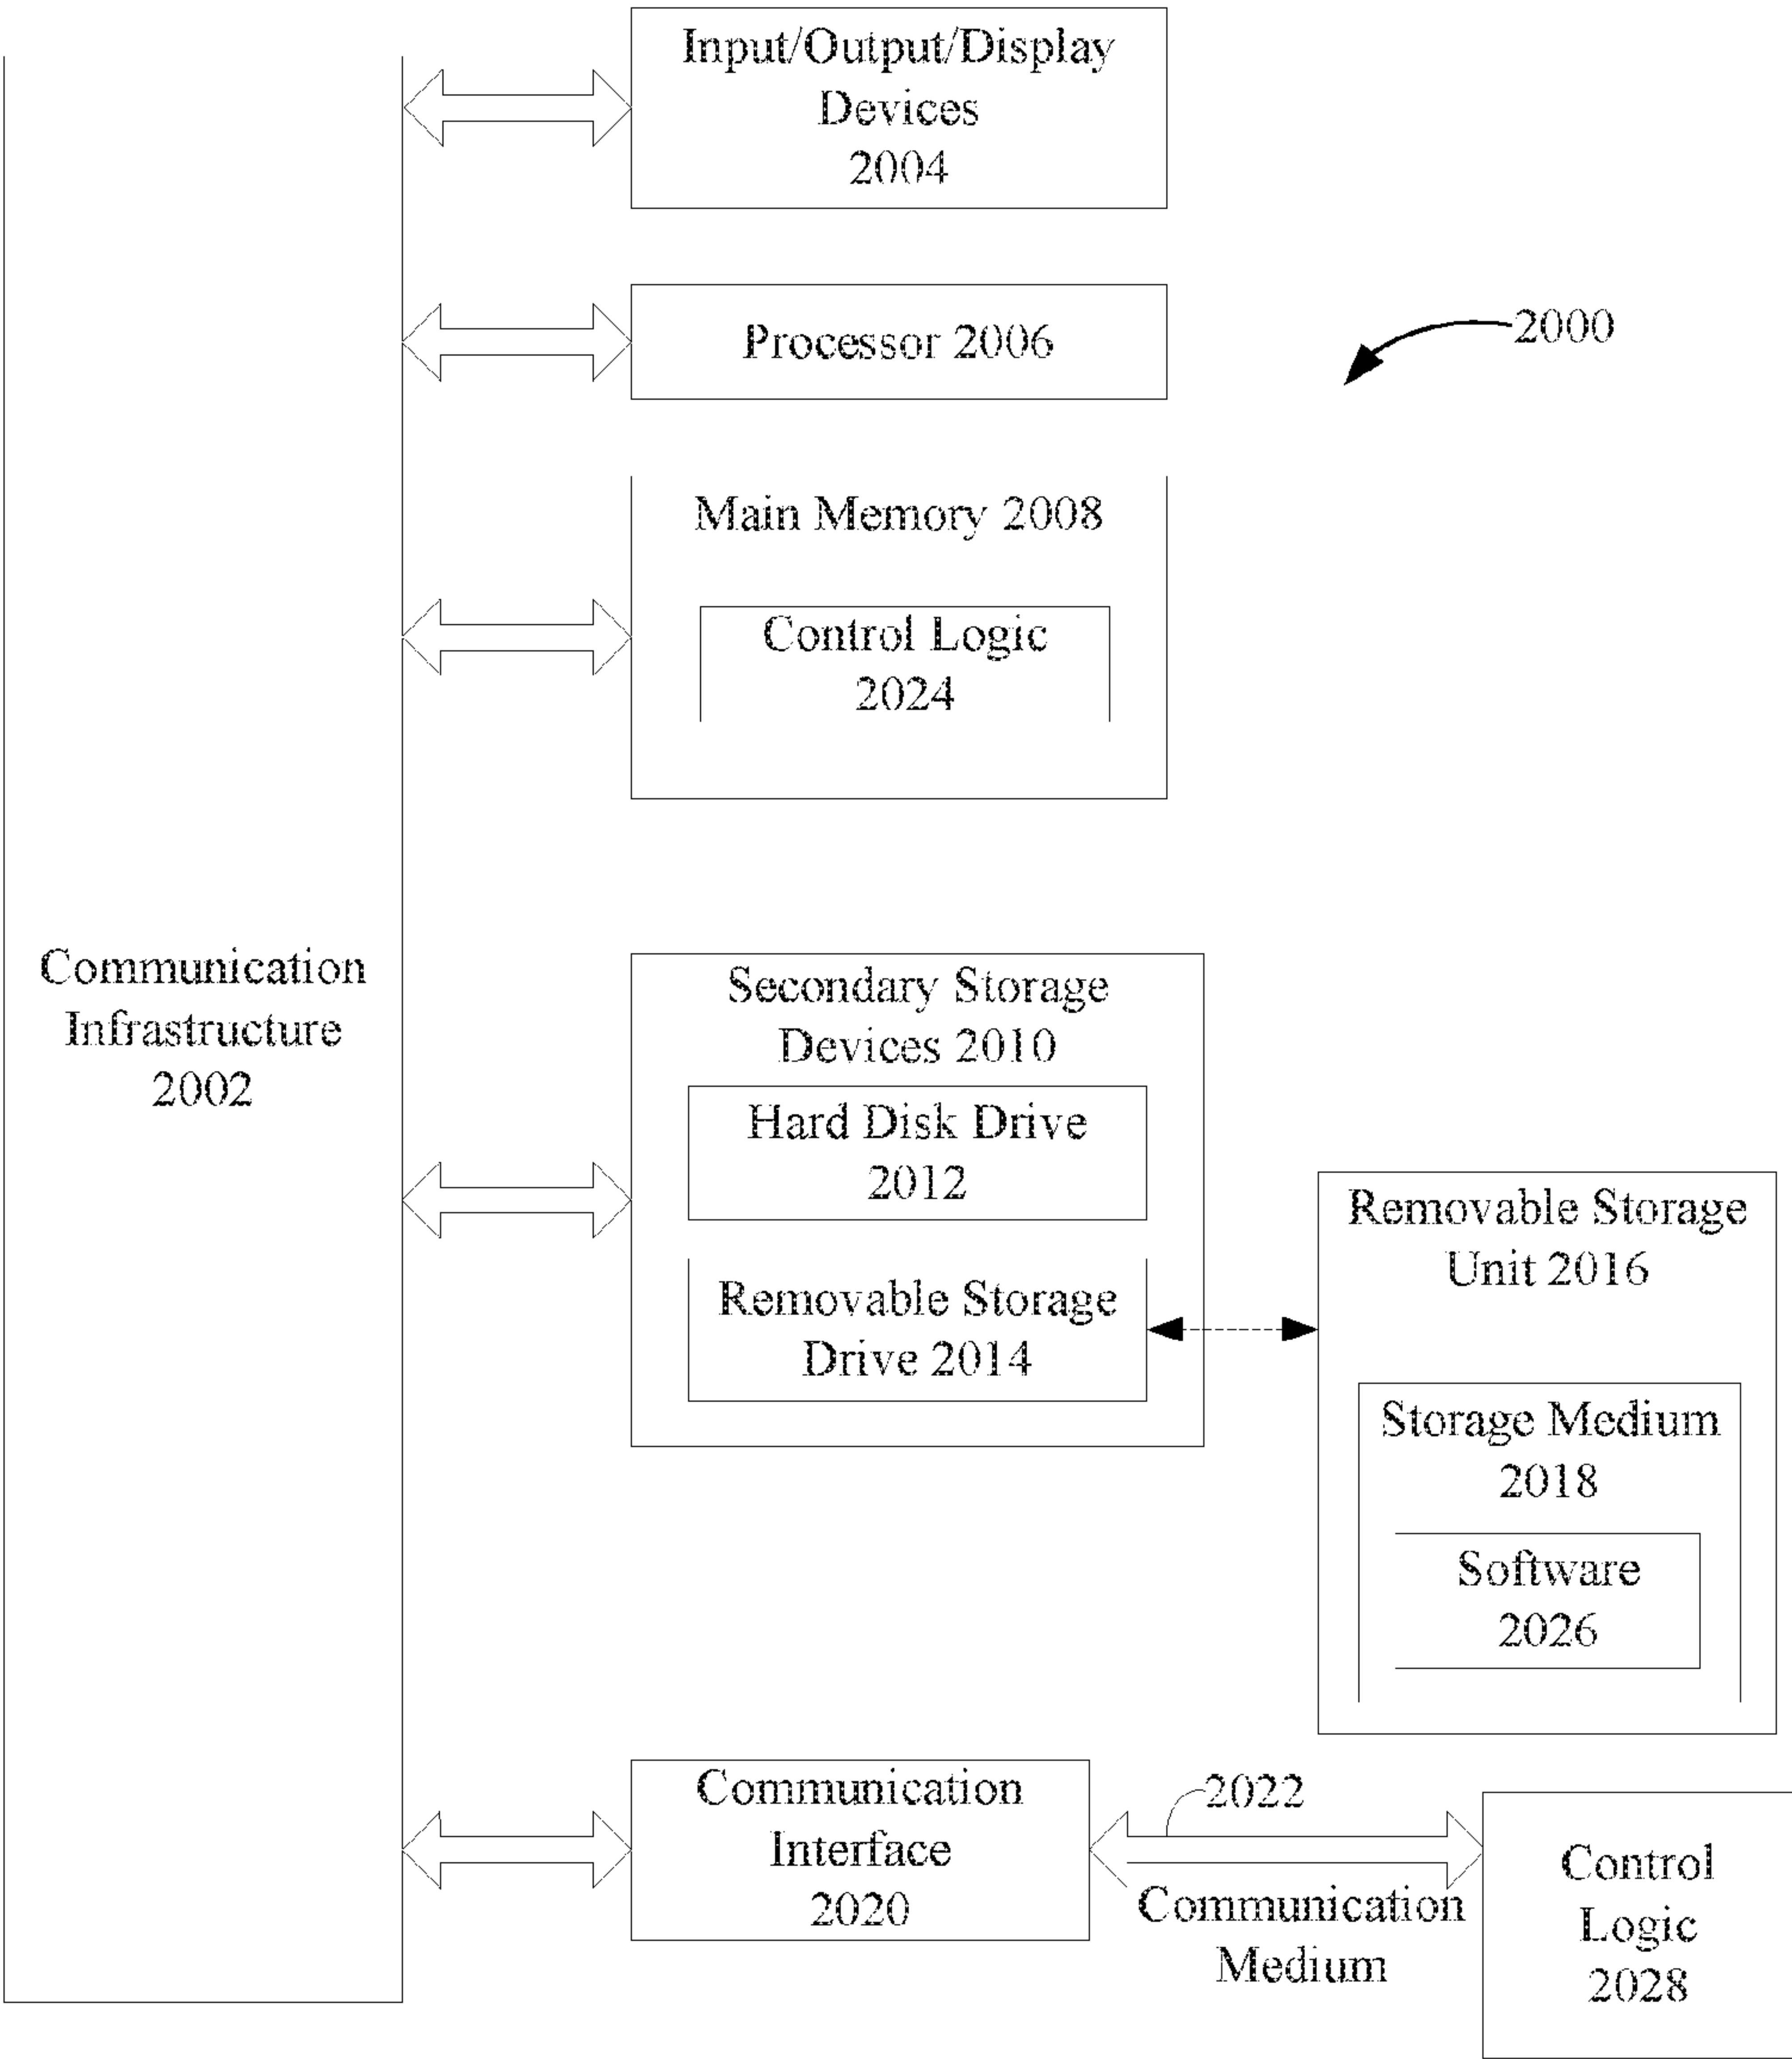 Input/Output/Display
Devices
2004
Processor 2006
2000
Main Memory 2008
Control Logic
2024
Communication
Infrastructure
2002
Secondary Storage
Devices 2010
Hard Disk Drive
2012
Removable Storage
Drive 2014
Removable Storage
Unit 2016
Storage Medium
2018
Software
2026
Communication
Interface
2020
2022
Communication
Medium
Control
Logic
2028